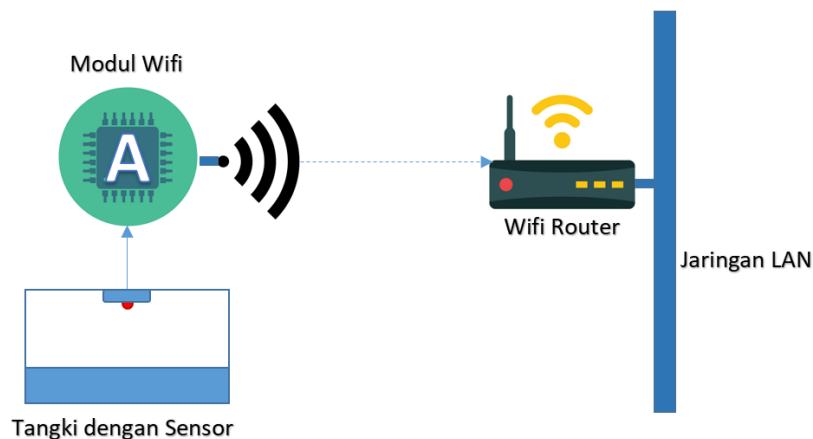 Modul Wifi
A
Wifi Router
Jaringan LAN
Tangki dengan Sensor